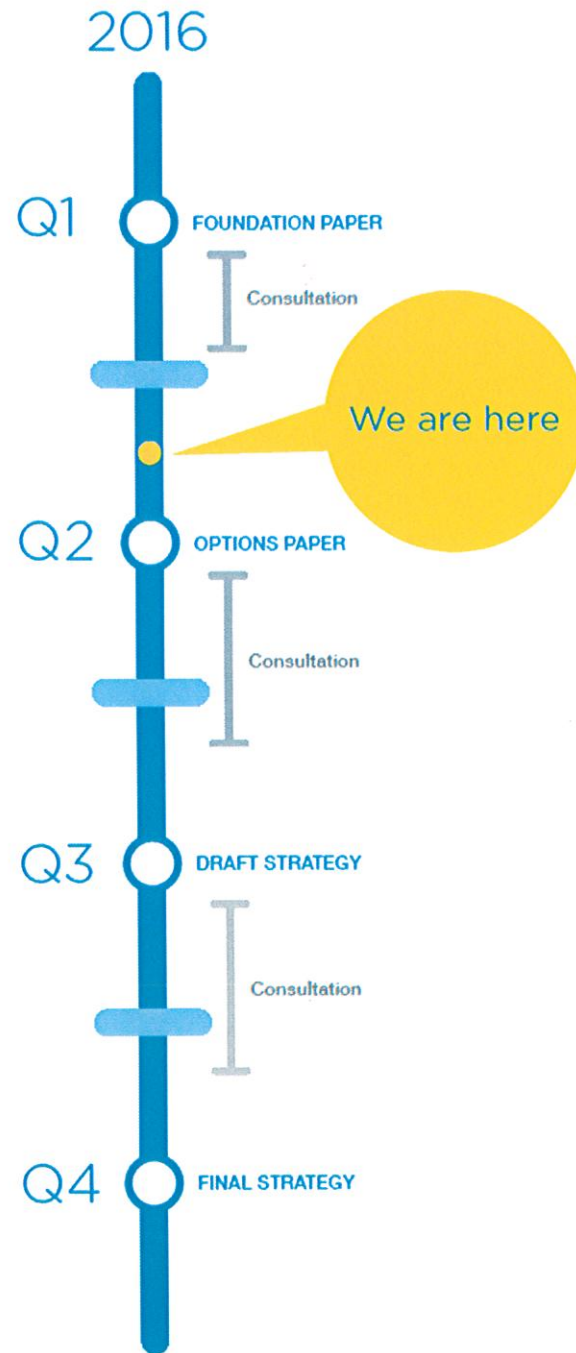 2016
Q1
FOUNDATION PAPER
Consultation
We are here
Q2
OPTIONS PAPER
Consultation
Q3
DRAFT STRATEGY
Consultation
Q4
FINAL STRATEGY